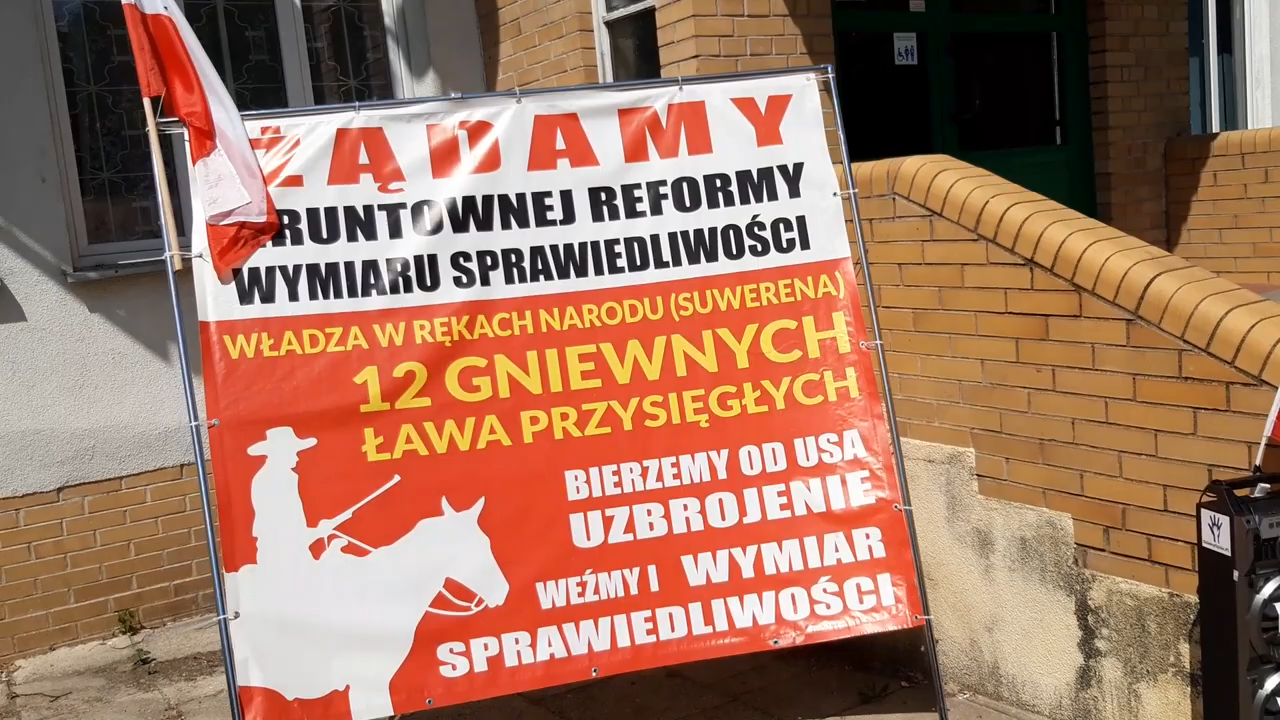 ŻĄDAMY
GRUNTOWNEJ REFORMY
WYMIARU SPRAWIEDLIWOŚCI
WŁADZA W RĘKACH NARODU (SUWERENA)
12 GNIEWNYCH
ŁAWA PRZYSIĘGŁYCH
BIERZEMY OD USA
UZBROJENIE
WEŹMY I WYMIAR
SPRAWIEDLIWOŚCI